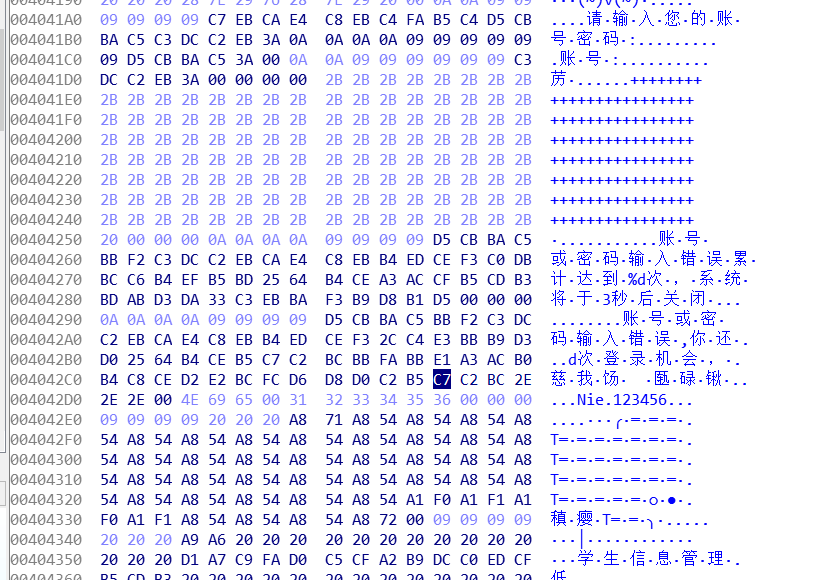 004041A0 09 09 09 09 C7 EB CA E4 C8 EB C4 FA B5 C4 D5 CB ....请·输·入·您·的·账·
004041B0 BA C5 C3 DC C2 EB 3A 0A 0A 0A 0A 09 09 09 09 09 号·密·码·:.........
004041C0 09 D5 CB BA C5 3A 00 0A 0A 09 09 09 09 09 09 C3 .账·号·:..........
004041D0 DC C2 EB 3A 00 00 00 00 2B 2B 2B 2B 2B 2B 2B 2B 苈·......++++++++
004041E0 2B 2B 2B 2B 2B 2B 2B 2B 2B 2B 2B 2B 2B 2B 2B 2B ++++++++++++++++
004041F0 2B 2B 2B 2B 2B 2B 2B 2B 2B 2B 2B 2B 2B 2B 2B 2B ++++++++++++++++
00404200 2B 2B 2B 2B 2B 2B 2B 2B 2B 2B 2B 2B 2B 2B 2B 2B ++++++++++++++++
00404210 2B 2B 2B 2B 2B 2B 2B 2B 2B 2B 2B 2B 2B 2B 2B 2B ++++++++++++++++
00404220 2B 2B 2B 2B 2B 2B 2B 2B 2B 2B 2B 2B 2B 2B 2B 2B ++++++++++++++++
00404230 2B 2B 2B 2B 2B 2B 2B 2B 2B 2B 2B 2B 2B 2B 2B 2B ++++++++++++++++
00404240 2B 2B 2B 2B 2B 2B 2B 2B 2B 2B 2B 2B 2B 2B 2B 2B ++++++++++++++++
00404250 20 00 00 00 0A 0A 0A 0A 09 09 09 09 D5 CB BA C5 ·...........账·号·
00404260 BB F2 C3 DC C2 EB CA E4 C8 EB B4 ED CE F3 C0 DB 或·密·码·输·入·错·误·累·
00404270 BC C6 B4 EF B5 BD 25 64 B4 CE A3 AC CF B5 CD B3 计·达·到·%d次·，·系·统·
00404280 BD AB D3 DA 33 C3 EB BA F3 B9 D8 B1 D5 00 00 00 将·于·3秒·后·关·闭·...
00404290 0A 0A 0A 0A 09 09 09 09 D5 CB BA C5 BB F2 C3 DC ........账·号·或·密·
004042A0 C2 EB CA E4 C8 EB B4 ED CE F3 2C C4 E3 BB B9 D3 码·输·入·错·误·,你·还·.
004042B0 D0 25 64 B4 CE B5 C7 C2 BC BB FA BB E1 A3 AC B0 .d次·登·录·机·会·，·.
004042C0 B4 C8 CE D2 E2 BC FC D6 D8 D0 C2 B5 C7 C2 BC 2E
004042D0 2E 2E 00 4E 69 65 00 31 32 33 34 35 36 00 00 00 ...Nie.123456...
004042E0 09 09 09 09 20 20 20 A8 71 A8 54 A8 54 A8 54 A8 ....···╭·═·═·═·.
004042F0 54 A8 54 A8 54 A8 54 A8 54 A8 54 A8 54 A8 54 A8 T═·═·═·═·═·═·═·.
00404300 54 A8 54 A8 54 A8 54 A8 54 A8 54 A8 54 A8 54 A8 T═·═·═·═·═·═·═·.
00404310 54 A8 54 A8 54 A8 54 A8 54 A8 54 A8 54 A8 54 A8 T═·═·═·═·═·═·═·.
00404320 54 A8 54 A8 54 A8 54 A8 54 A8 54 A1 F0 A1 F1 A1 T═·═·═·═·═·○·●·.
00404330 F0 A1 F1 A8 54 A8 54 A8 54 A8 72 00 09 09 09 09 稹·瘿·T═·═·╮·.....
00404340 20 20 20 A9 A6 20 20 20 20 20 20 20 20 20 20 20 ···│············
00404350 20 20 20 D1 A7 C9 FA D0 C5 CF A2 B9 DC C0 ED CF ···学·生·信·息·管·理·.